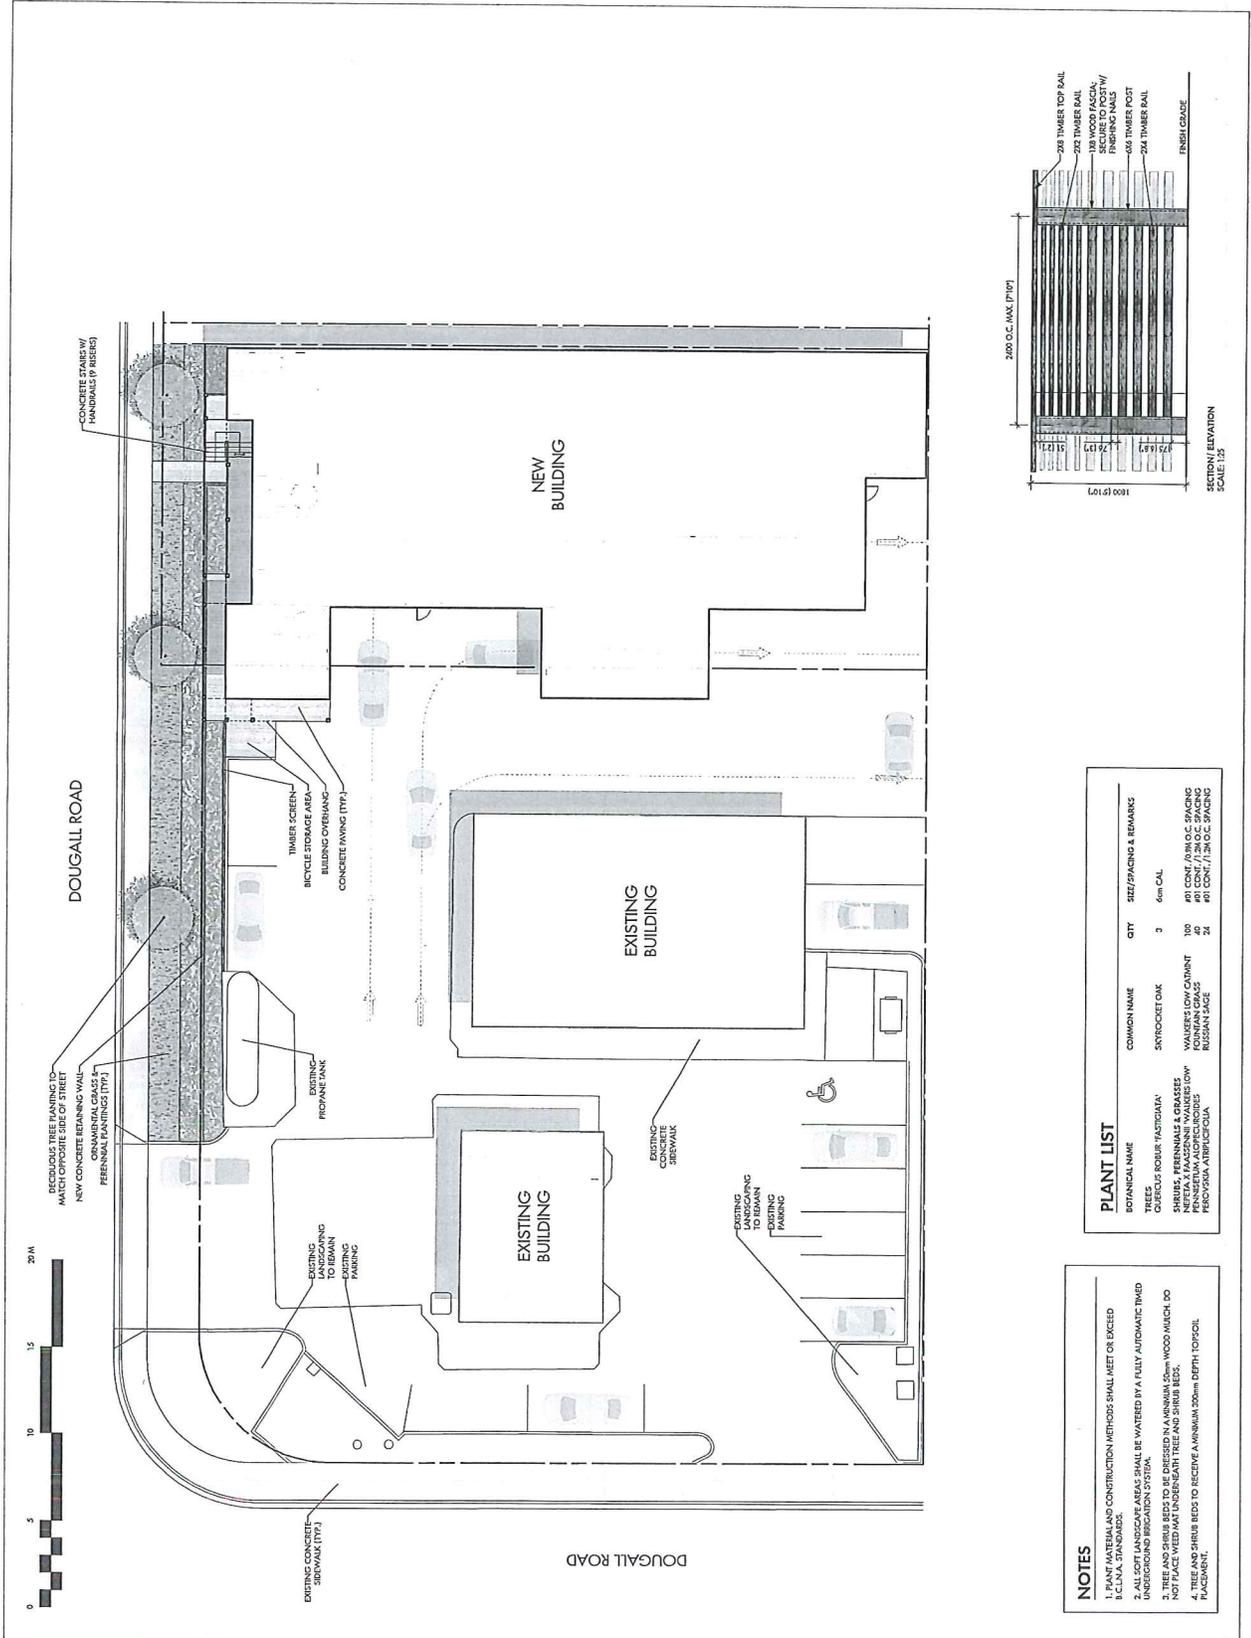 0
5
10
15
20 M
DOUGALL ROAD
DECIDUOUS TREE PLANTING TO
MATCH OPPOSITE SIDE OF STREET
NEW CONCRETE RETAINING WALL
ORNAMENTAL GRASS &
PERENNIAL PLANTINGS (TYP.)
CONCRETE STAIRS W/
HANDRAILS (9 RISERS)
TIMBER SCREEN
BICYCLE STORAGE AREA
BUILDING OVERHANG
CONCRETE PAVING (TYP.)
EXISTING
PROPANE TANK
EXISTING
LANDSCAPING
TO REMAIN
EXISTING
PARKING
NEW
BUILDING
EXISTING
BUILDING
EXISTING
BUILDING
EXISTING
CONCRETE
SIDEWALK
EXISTING
LANDSCAPING
TO REMAIN
EXISTING
PARKING
EXISTING CONCRETE
SIDEWALK (TYP.)
DOUGALL ROAD
NOTES
1. PLANT MATERIAL AND CONSTRUCTION METHODS SHALL MEET OR EXCEED
B.C.L.N.A. STANDARDS.
2. ALL SOFT LANDSCAPE AREAS SHALL BE WATERED BY A FULLY AUTOMATIC TIMED
UNDERGROUND IRRIGATION SYSTEM.
3. TREE AND SHRUB BEDS TO BE DRESSED IN A MINIMUM 50mm WOOD MULCH. DO
NOT PLACE WEED MAT UNDERNEATH TREE AND SHRUB BEDS.
4. TREE AND SHRUB BEDS TO RECEIVE A MINIMUM 300mm DEPTH TOPSOIL
PLACEMENT.
PLANT LIST
BOTANICAL NAME COMMON NAME QTY SIZE/SPACING & REMARKS
TREES
QUERCUS ROBUR 'FASTIGIATA' SKYROCKET OAK 3 6cm CAL
SHRUBS, PERENNIALS & GRASSES
NEPETA X FAASSENNII 'WALKERS LOW' WALKER'S LOW CATMINT 100 #01 CONT./0.9M O.C. SPACING
PENNISETUM ALOPECUROIDES FOUNTAIN GRASS 40 #01 CONT./1.2M O.C. SPACING
PEROVSKIA ATRIPLICIFOLIA RUSSIAN SAGE 24 #01 CONT./1.2M O.C. SPACING
2400 O.C. MAX. [7'10"]
2X8 TIMBER TOP RAIL
2X2 TIMBER RAIL
1X8 WOOD FASCIA;
SECURE TO POST W/
FINISHING NAILS
6X6 TIMBER POST
2X4 TIMBER RAIL
FINISH GRADE
1800 [5'10"]
51 [2"]
76 [3"]
SECTION/ ELEVATION
SCALE: 1:25